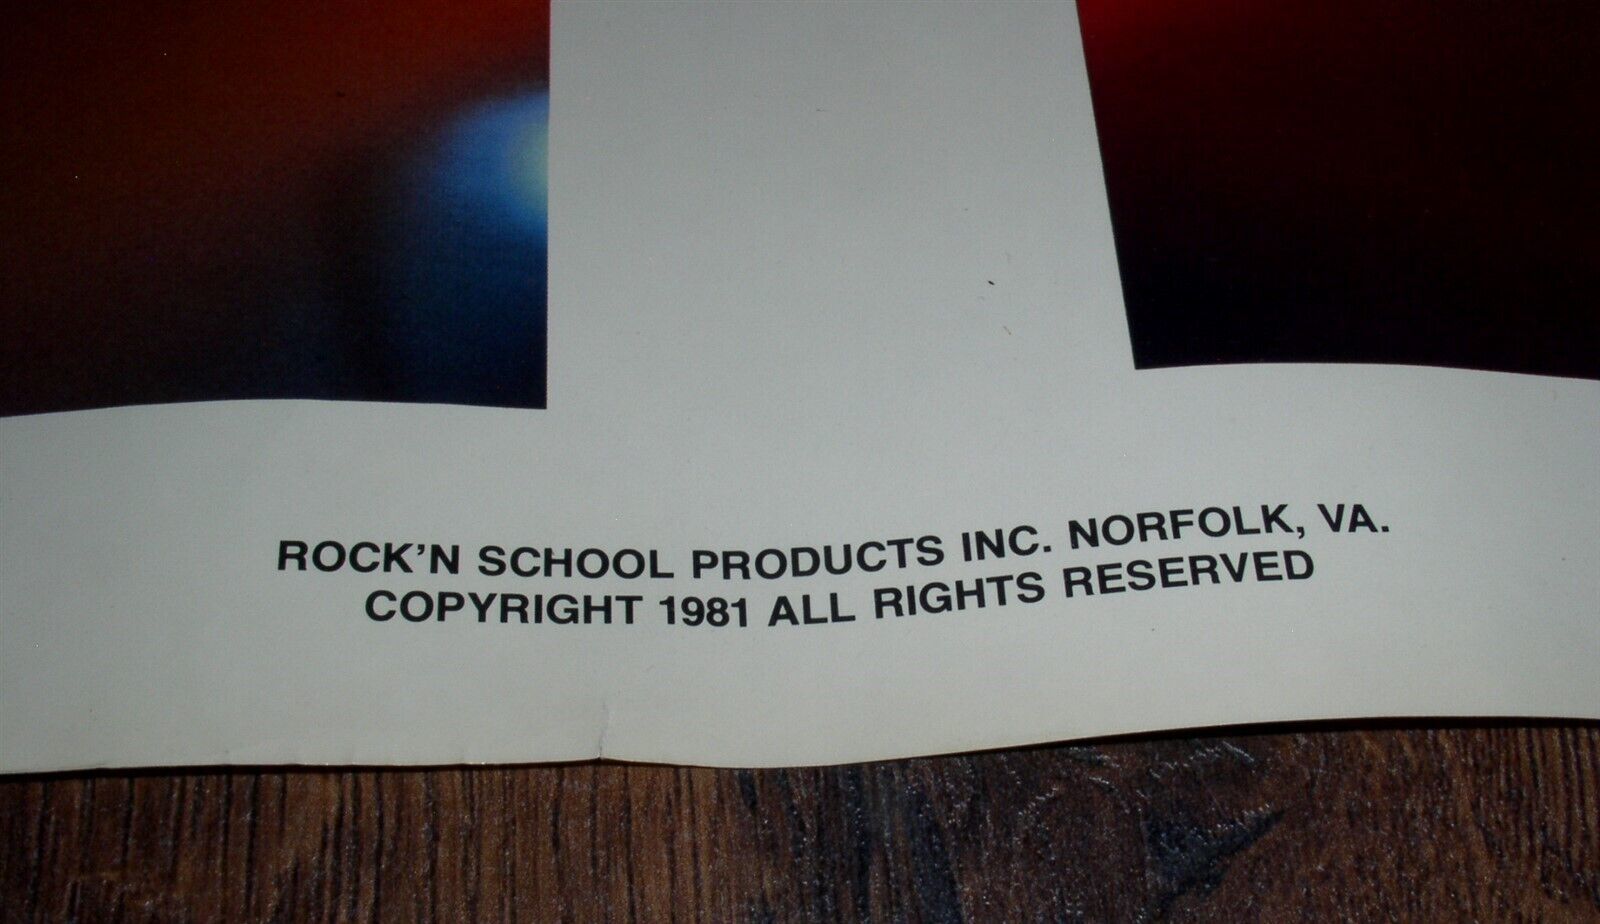 ROCK'N SCHOOL PRODUCTS INC. NORFOLK, VA.
COPYRIGHT 1981 ALL RIGHTS RESERVED